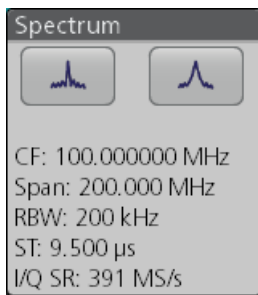 Spectrum
CF: 100.000000 MHz
Span: 200.000 MHz
RBW: 200 kHz
ST: 9.500 µs
I/Q SR: 391 MS/s